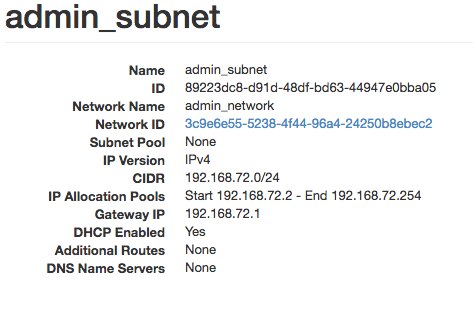 admin_subnet
Name admin_subnet
ID 89223dc8-d91d-48df-bd63-44947e0bba05
Network Name admin_network
Network ID 3c9e6e55-5238-4f44-96a4-24250b8ebec2
Subnet Pool None
IP Version IPv4
CIDR 192.168.72.0/24
IP Allocation Pools Start 192.168.72.2 - End 192.168.72.254
Gateway IP 192.168.72.1
DHCP Enabled Yes
Additional Routes None
DNS Name Servers None